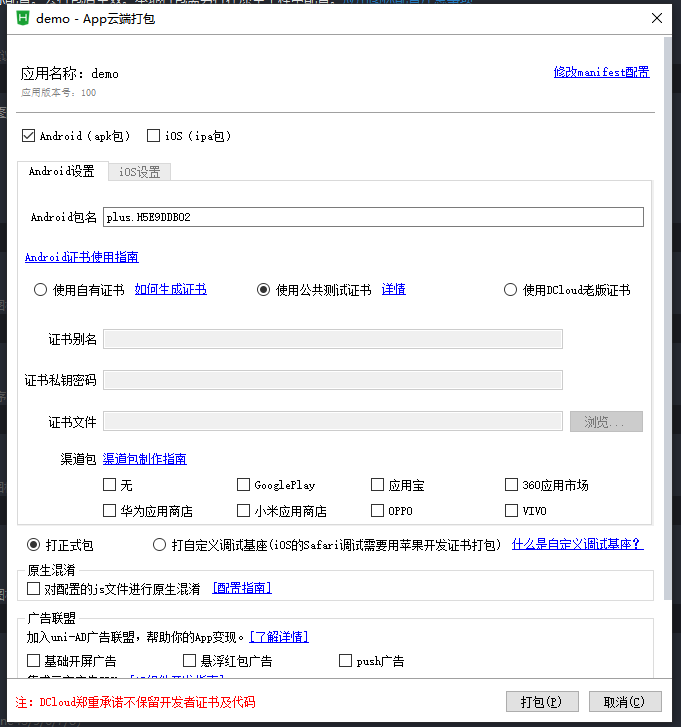 demo - App云端打包
应用名称：demo
修改manifest配置
应用版本号：100
Android（apk包） iOS（ipa包）
Android设置 iOS设置
Android包名 plus.H5E9DDB02
Android证书使用指南
使用自有证书 如何生成证书 使用公共测试证书 详情 使用DCloud老版证书
证书别名
证书私钥密码
证书文件 浏览...
渠道包 渠道包制作指南
无 GooglePlay 应用宝 360应用市场
华为应用商店 小米应用商店 OPPO VIVO
打正式包 打自定义调试基座(iOS的Safari调试需要用苹果开发证书打包) 什么是自定义调试基座？
原生混淆
对配置的js文件进行原生混淆 [配置指南]
广告联盟
加入uni-AD广告联盟，帮助你的App变现。[了解详情]
基础开屏广告 悬浮红包广告 push广告
注：DCloud郑重承诺不保留开发者证书及代码
打包(P) 取消(C)